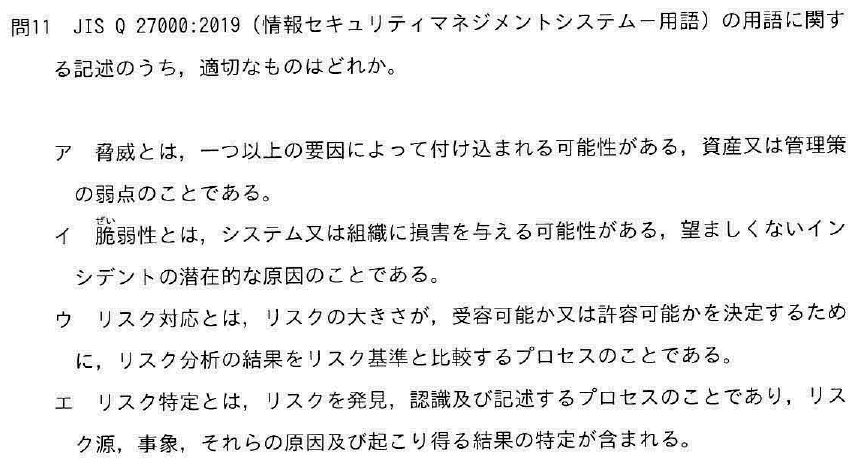 問11 JIS Q 27000:2019（情報セキュリティマネジメントシステム－用語）の用語に関す
る記述のうち，適切なものはどれか。
ア 脅威とは，一つ以上の要因によって付け込まれる可能性がある，資産又は管理策
の弱点のことである。
ぜい
イ 脆弱性とは，システム又は組織に損害を与える可能性がある，望ましくないイン
シデントの潜在的な原因のことである。
ウ リスク対応とは，リスクの大きさが，受容可能か又は許容可能かを決定するため
に，リスク分析の結果をリスク基準と比較するプロセスのことである。
エ リスク特定とは，リスクを発見，認識及び記述するプロセスのことであり，リス
ク源，事象，それらの原因及び起こり得る結果の特定が含まれる。